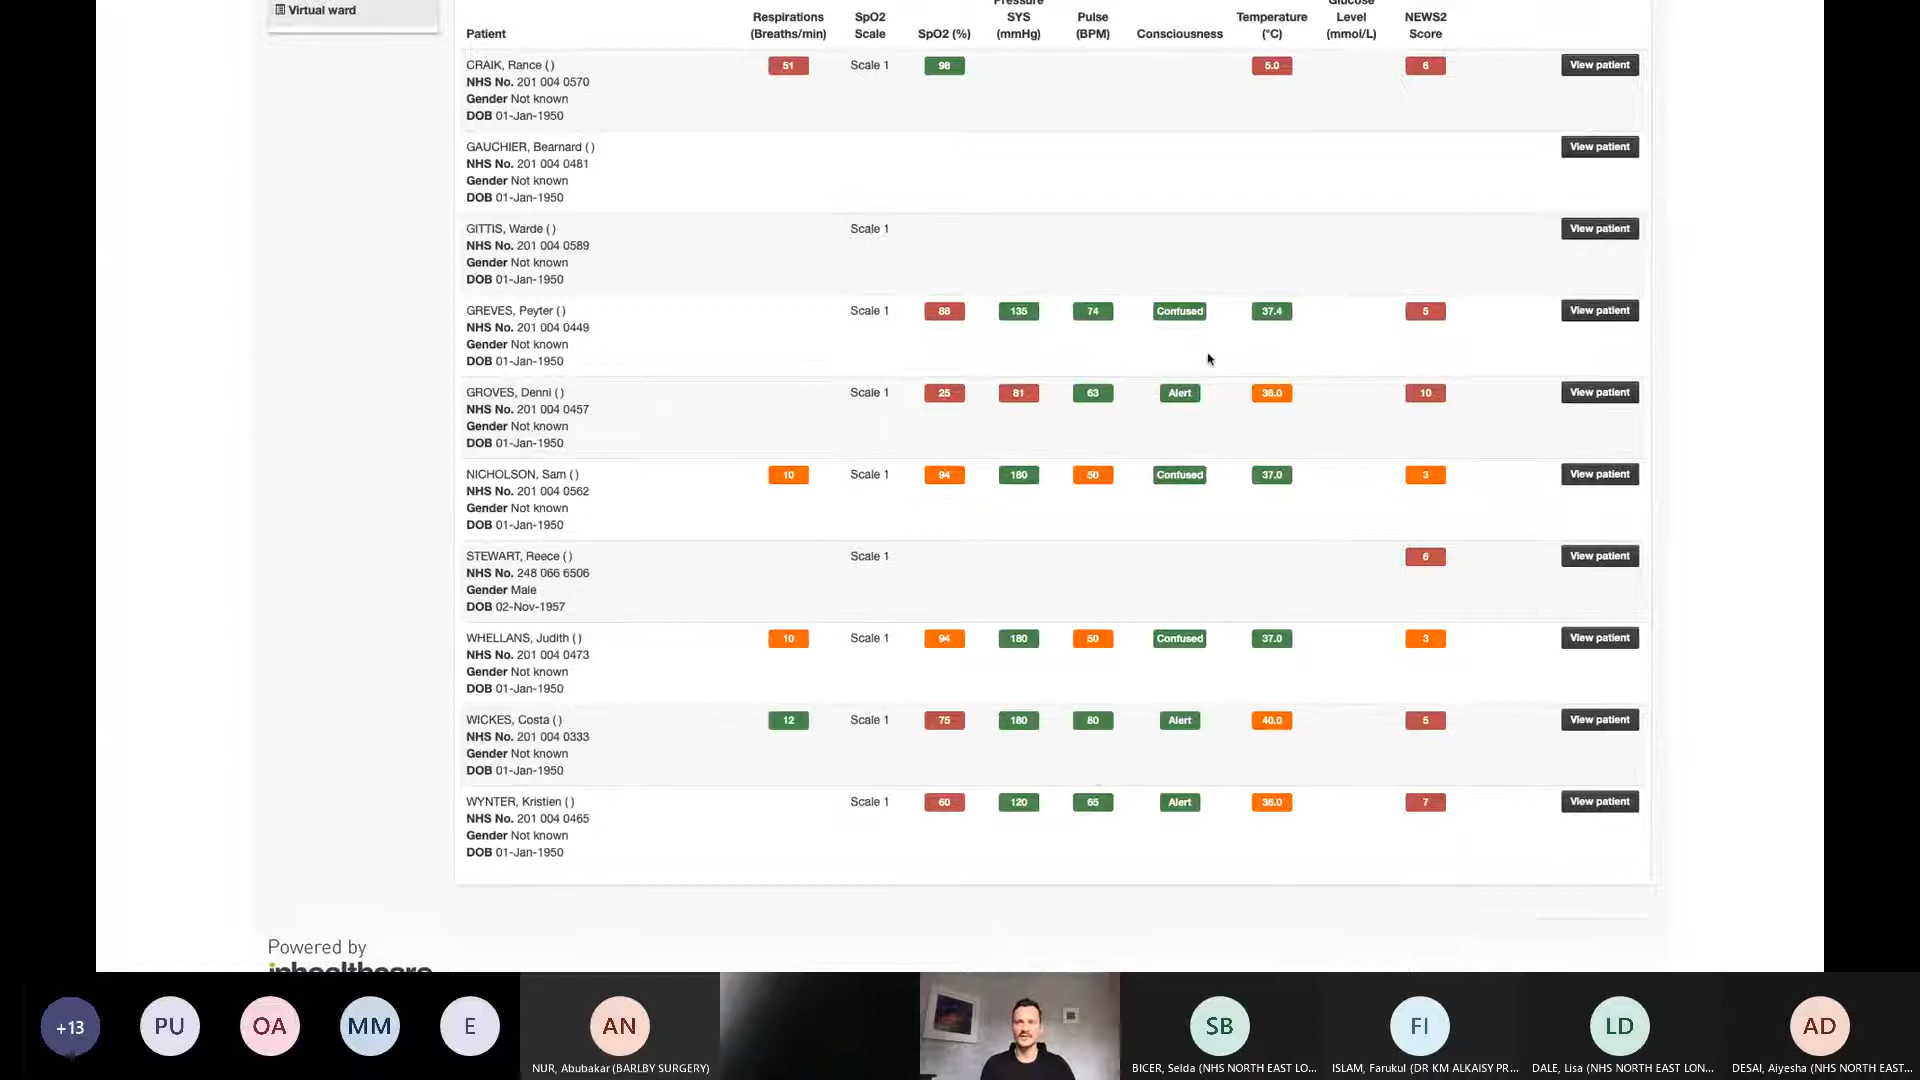 Virtual ward
Pressure Glucose
Respirations SpO2 SYS Pulse Temperature Level NEWS2
Patient (Breaths/min) Scale SpO2 (%) (mmHg) (BPM) Consciousness (°C) (mmol/L) Score
CRAIK, Rance ( ) 51 Scale 1 98 5.0 6 View patient
NHS No. 201 004 0570
Gender Not known
DOB 01-Jan-1950
GAUCHIER, Bearnard ( ) View patient
NHS No. 201 004 0481
Gender Not known
DOB 01-Jan-1950
GITTIS, Warde ( ) Scale 1 View patient
NHS No. 201 004 0589
Gender Not known
DOB 01-Jan-1950
GREVES, Peyter ( ) Scale 1 88 135 74 Confused 37.4 5 View patient
NHS No. 201 004 0449
Gender Not known
DOB 01-Jan-1950
GROVES, Denni ( ) Scale 1 25 81 63 Alert 36.0 10 View patient
NHS No. 201 004 0457
Gender Not known
DOB 01-Jan-1950
NICHOLSON, Sam ( ) 10 Scale 1 94 180 50 Confused 37.0 3 View patient
NHS No. 201 004 0562
Gender Not known
DOB 01-Jan-1950
STEWART, Reece ( ) Scale 1 6 View patient
NHS No. 248 066 6506
Gender Male
DOB 02-Nov-1957
WHELLANS, Judith ( ) 10 Scale 1 94 180 50 Confused 37.0 3 View patient
NHS No. 201 004 0473
Gender Not known
DOB 01-Jan-1950
WICKES, Costa ( ) 12 Scale 1 75 180 80 Alert 40.0 5 View patient
NHS No. 201 004 0333
Gender Not known
DOB 01-Jan-1950
WYNTER, Kristien ( ) Scale 1 60 120 65 Alert 36.0 7 View patient
NHS No. 201 004 0465
Gender Not known
DOB 01-Jan-1950
Powered by
inhealthcare
+13 PU OA MM E AN SB FI LD AD
NUR, Abubakar (BARLBY SURGERY) BICER, Selda (NHS NORTH EAST LO... ISLAM, Farukul (DR KM ALKAISY PR... DALE, Lisa (NHS NORTH EAST LON... DESAI, Aiyesha (NHS NORTH EAST...